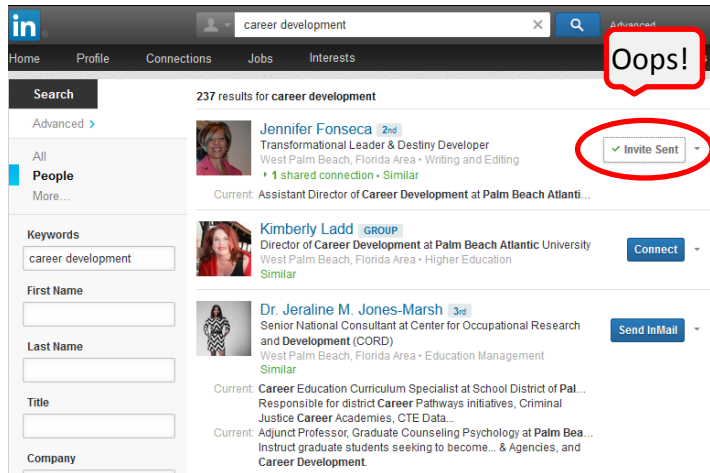 in
career development
Advanced
Home Profile Connections Jobs Interests
Oops!
Search
237 results for career development
Advanced >
All
People
More...
Jennifer Fonseca 2nd
Transformational Leader & Destiny Developer
West Palm Beach, Florida Area • Writing and Editing
1 shared connection • Similar
Current: Assistant Director of Career Development at Palm Beach Atlanti...
Invite Sent
Keywords
career development
First Name
Last Name
Title
Company
Kimberly Ladd GROUP
Director of Career Development at Palm Beach Atlantic University
West Palm Beach, Florida Area • Higher Education
Similar
Connect
Dr. Jeraline M. Jones-Marsh 3rd
Senior National Consultant at Center for Occupational Research
and Development (CORD)
West Palm Beach, Florida Area • Education Management
Similar
Send InMail
Current: Career Education Curriculum Specialist at School District of Pal...
Responsible for district Career Pathways initiatives, Criminal
Justice Career Academies, CTE Data...
Current: Adjunct Professor, Graduate Counseling Psychology at Palm Bea...
Instruct graduate students seeking to become... & Agencies, and
Career Development.